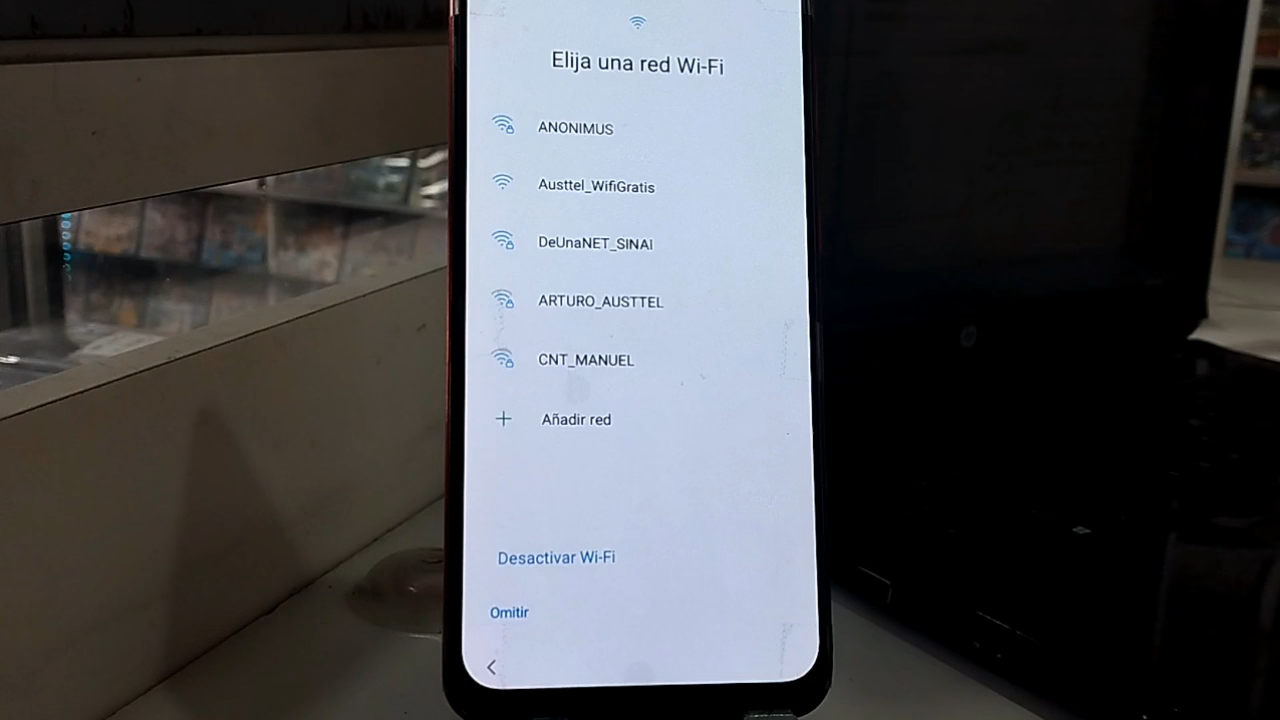 Elija una red Wi-Fi
ANONIMUS
Austtel_WifiGratis
DeUnaNET_SINAI
ARTURO_AUSTTEL
CNT_MANUEL
Añadir red
Desactivar Wi-Fi
Omitir